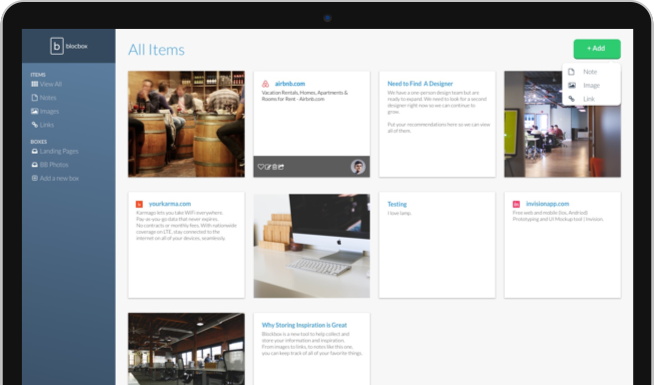 b blocbox
All Items
+ Add
Note
Image
Link
ITEMS
View All
Notes
Images
Links
BOXES
Landing Pages
BB Photos
Add a new box
airbnb.com
Vacation Rentals, Homes, Apartments &
Rooms for Rent - Airbnb.com
Need to Find A Designer
We have a one person design team but are
ready to expand. We need to look for a second
designer right now so we can continue to
grow.
Put your recommendations here so we can view
all of them.
yourkarma.com
Karma gets you take WiFi everywhere.
Pay-as-you-go data that never expires.
No contracts or monthly fees. With nationwide
coverage on LTE, stay connected to the
internet on all of your devices, seamlessly.
Testing
I love lamp.
in invisionapp.com
Free web and mobile (ios, Android)
Prototyping and UI Mockup tool | Invision
Why Storing Inspiration is Great
Blocbox is a new tool to help collect and
store your information and inspiration.
From images to links, to notes like this one,
you can keep track of all of your favorite things.